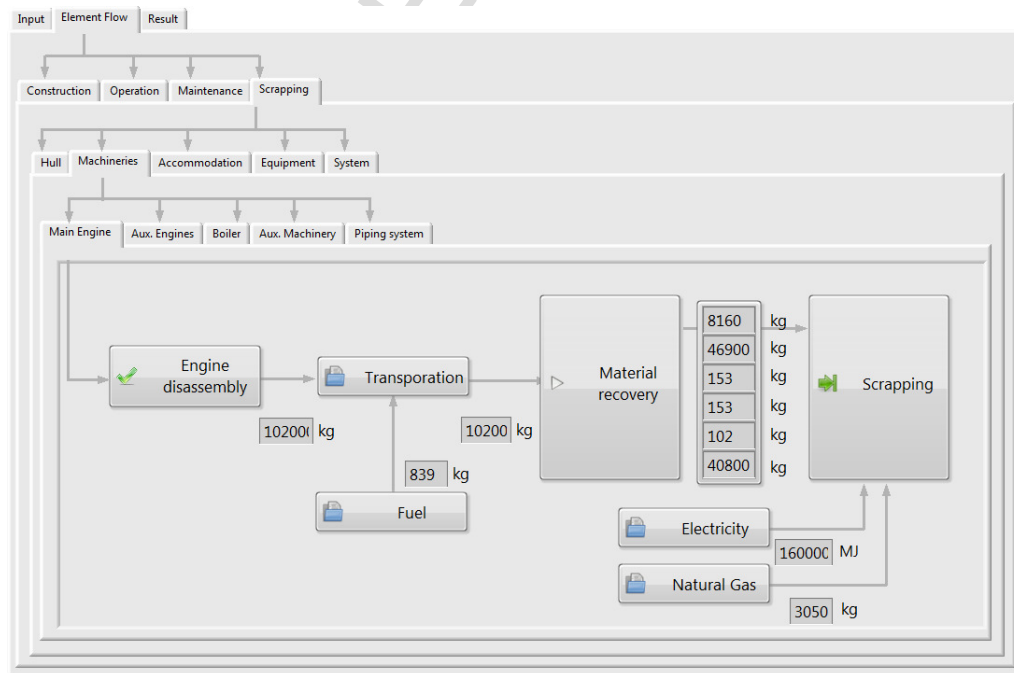 Input Element Flow Result
Construction Operation Maintenance Scrapping
Hull Machineries Accommodation Equipment System
Main Engine Aux. Engines Boiler Aux. Machinery Piping system
Engine
disassembly
10200 kg
Transporation
10200 kg
839 kg
Fuel
Material
recovery
8160 kg
46900 kg
153 kg
153 kg
102 kg
40800 kg
Scrapping
Electricity
16000 MJ
Natural Gas
3050 kg